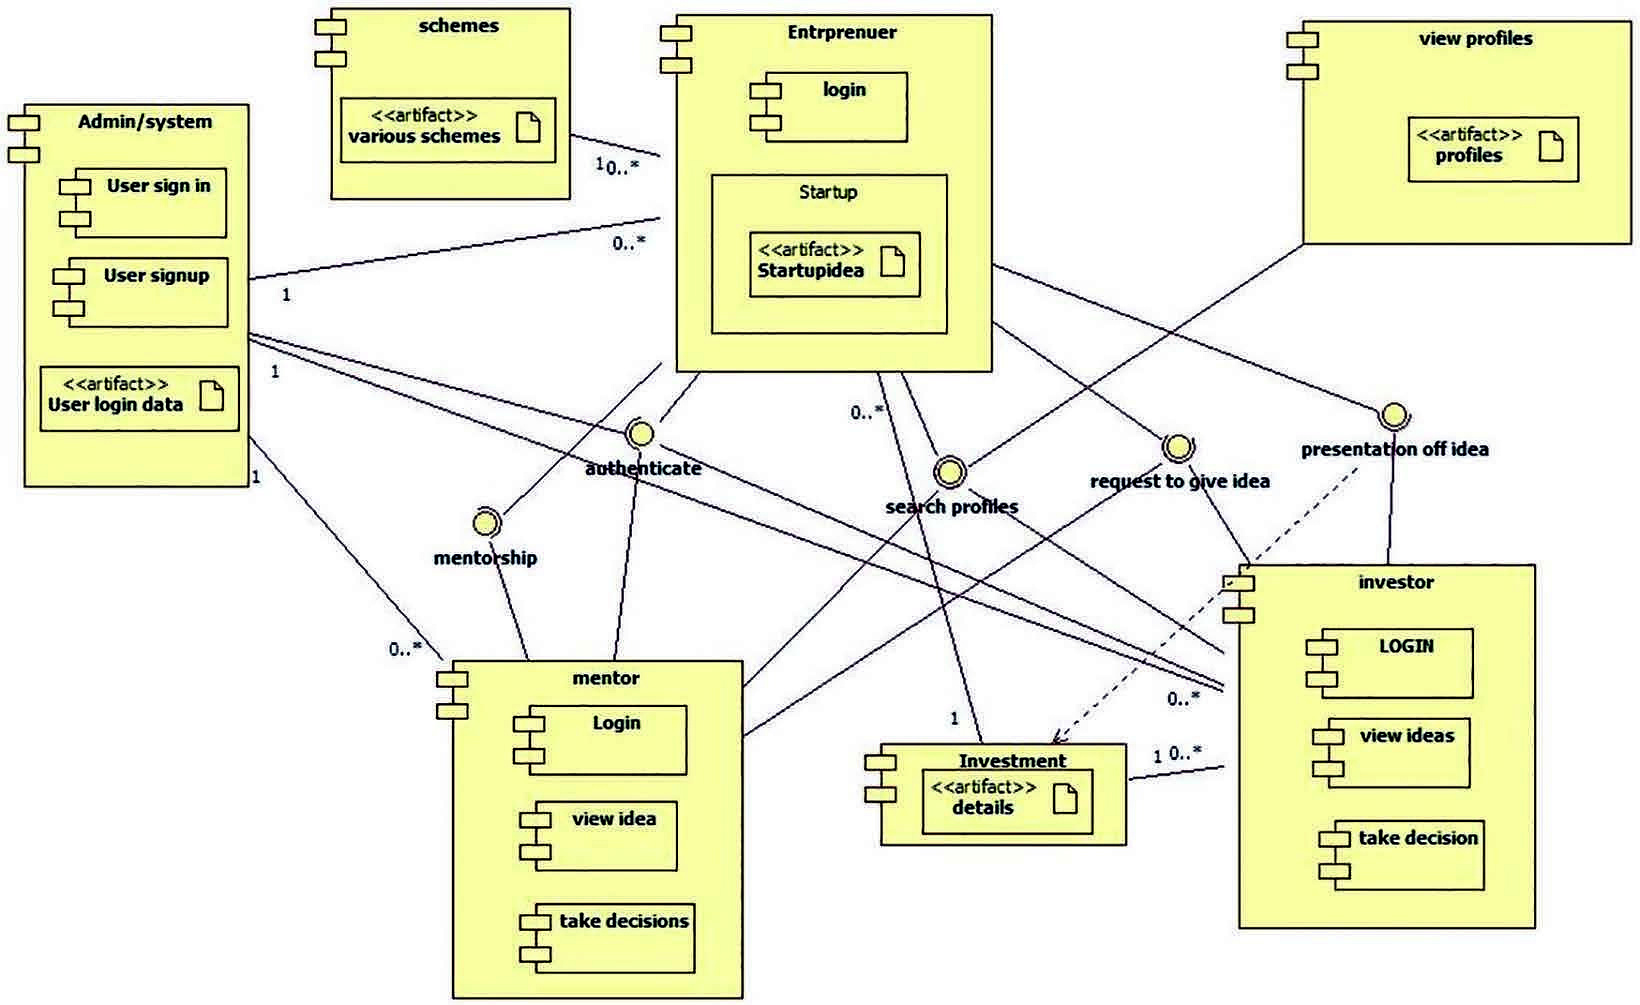 schemes
<<artifact>>
various schemes
Entrprenuer
login
Startup
<<artifact>>
Startupidea
view profiles
<<artifact>>
profiles
Admin/system
User sign in
User signup
<<artifact>>
User login data
1
0..*
0..*
1
1
1
0..*
0..*
authenticate
mentorship
search profiles
request to give idea
presentation off idea
mentor
Login
view idea
take decisions
1
Investment
<<artifact>>
details
0..*
1 0..*
investor
LOGIN
view ideas
take decision